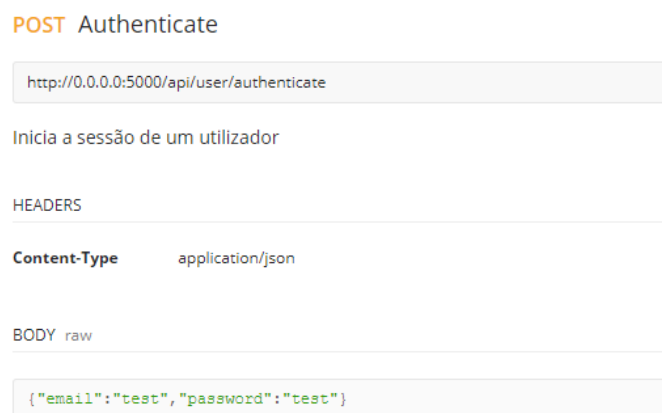 POST Authenticate
http://0.0.0.0:5000/api/user/authenticate
Inicia a sessão de um utilizador
HEADERS
Content-Type application/json
BODY raw
{"email":"test","password":"test"}